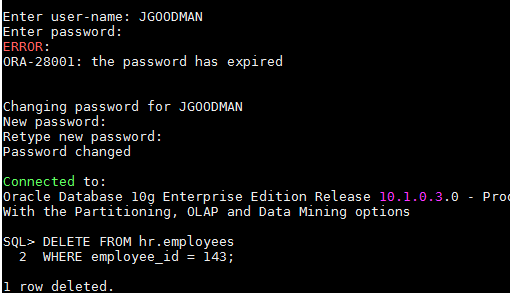 Enter user-name: JGOODMAN
Enter password:
ERROR:
ORA-28001: the password has expired
Changing password for JGOODMAN
New password:
Retype new password:
Password changed
Connected to:
Oracle Database 10g Enterprise Edition Release 10.1.0.3.0 - Prod
With the Partitioning, OLAP and Data Mining options
SQL> DELETE FROM hr.employees
2 WHERE employee_id = 143;
1 row deleted.